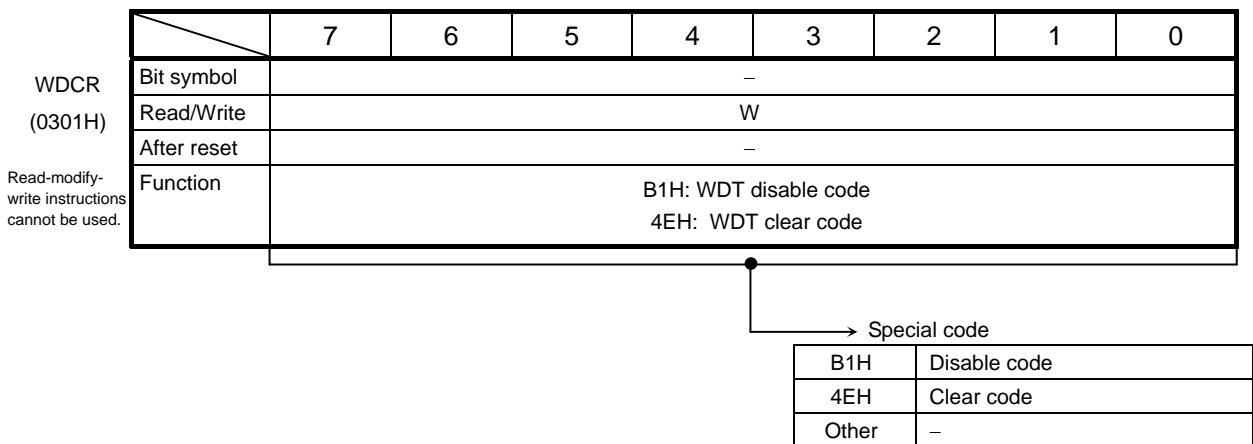 7 6 5 4 3 2 1 0
WDCR
(0301H)
Read-modify-
write instructions
cannot be used.
Bit symbol –
Read/Write W
After reset –
Function B1H: WDT disable code
4EH: WDT clear code
Special code
B1H Disable code
4EH Clear code
Other –